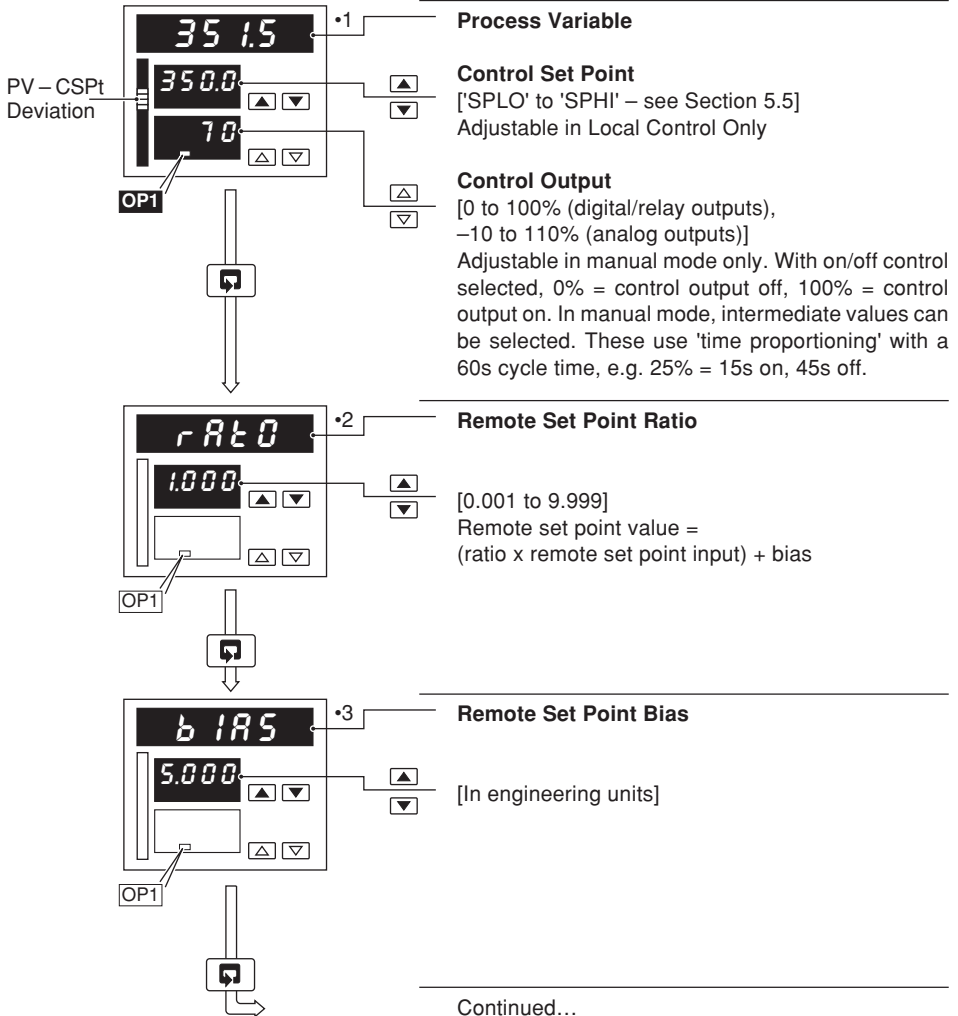 351.5
•1
Process Variable
PV – CSPt
Deviation
350.0
Control Set Point
['SPLO' to 'SPHI' – see Section 5.5]
Adjustable in Local Control Only
70
OP1
Control Output
[0 to 100% (digital/relay outputs),
–10 to 110% (analog outputs)]
Adjustable in manual mode only. With on/off control
selected, 0% = control output off, 100% = control
output on. In manual mode, intermediate values can
be selected. These use 'time proportioning' with a
60s cycle time, e.g. 25% = 15s on, 45s off.
rAtO
•2
Remote Set Point Ratio
1.000
[0.001 to 9.999]
Remote set point value =
(ratio x remote set point input) + bias
OP1
bIAS
•3
Remote Set Point Bias
5.000
[In engineering units]
OP1
Continued…